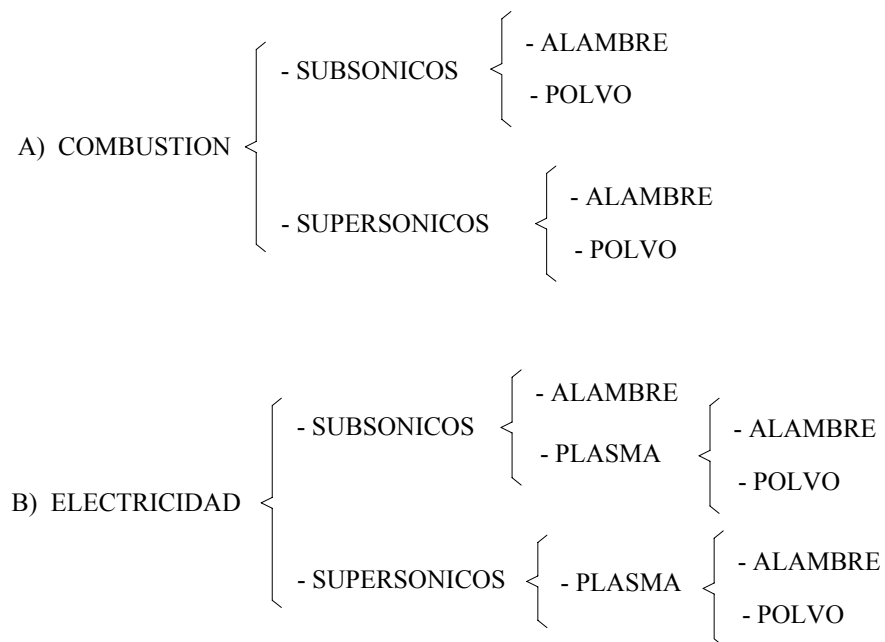 A) COMBUSTION
- SUBSONICOS
- ALAMBRE
- POLVO
- SUPERSONICOS
- ALAMBRE
- POLVO
B) ELECTRICIDAD
- SUBSONICOS
- ALAMBRE
- PLASMA
- ALAMBRE
- POLVO
- SUPERSONICOS
- PLASMA
- ALAMBRE
- POLVO